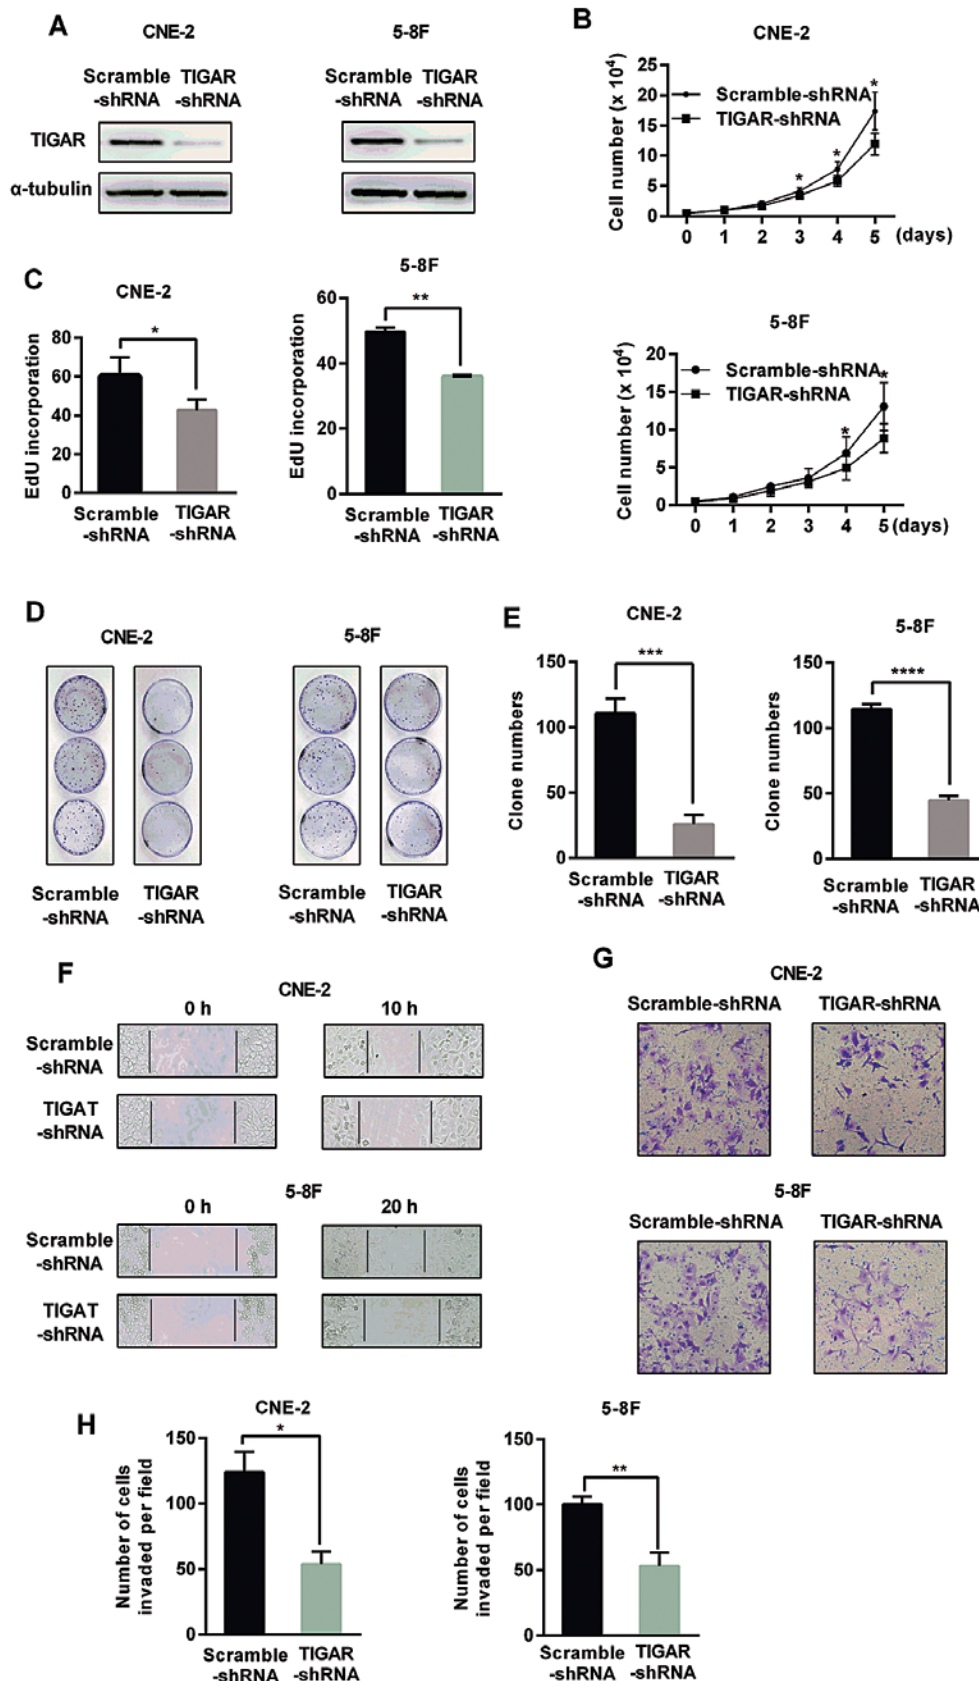 A
CNE-2
5-8F
Scramble
-shRNA
TIGAR
-shRNA
Scramble
-shRNA
TIGAR
-shRNA
TIGAR
α-tubulin
B
CNE-2
Cell number (x 10⁴)
25
20
15
10
5
0
Scramble-shRNA
TIGAR-shRNA
*
*
*
0 1 2 3 4 5 (days)
5-8F
Cell number (x 10⁴)
20
15
10
5
0
Scramble-shRNA
TIGAR-shRNA
*
*
0 1 2 3 4 5 (days)
C
CNE-2
EdU incorporation
80
60
40
20
0
*
Scramble
-shRNA
TIGAR
-shRNA
5-8F
EdU incorporation
60
40
20
0
**
Scramble
-shRNA
TIGAR
-shRNA
D
CNE-2
5-8F
Scramble
-shRNA
TIGAR
-shRNA
Scramble
-shRNA
TIGAR
-shRNA
E
CNE-2
Clone numbers
150
100
50
0
***
Scramble
-shRNA
TIGAR
-shRNA
5-8F
Clone numbers
150
100
50
0
****
Scramble
-shRNA
TIGAR
-shRNA
F
CNE-2
0 h
10 h
Scramble
-shRNA
TIGAT
-shRNA
5-8F
0 h
20 h
Scramble
-shRNA
TIGAT
-shRNA
G
CNE-2
Scramble-shRNA
TIGAR-shRNA
5-8F
Scramble-shRNA
TIGAR-shRNA
H
CNE-2
Number of cells
invaded per field
150
100
50
0
*
Scramble
-shRNA
TIGAR
-shRNA
5-8F
Number of cells
invaded per field
150
100
50
0
**
Scramble
-shRNA
TIGAR
-shRNA